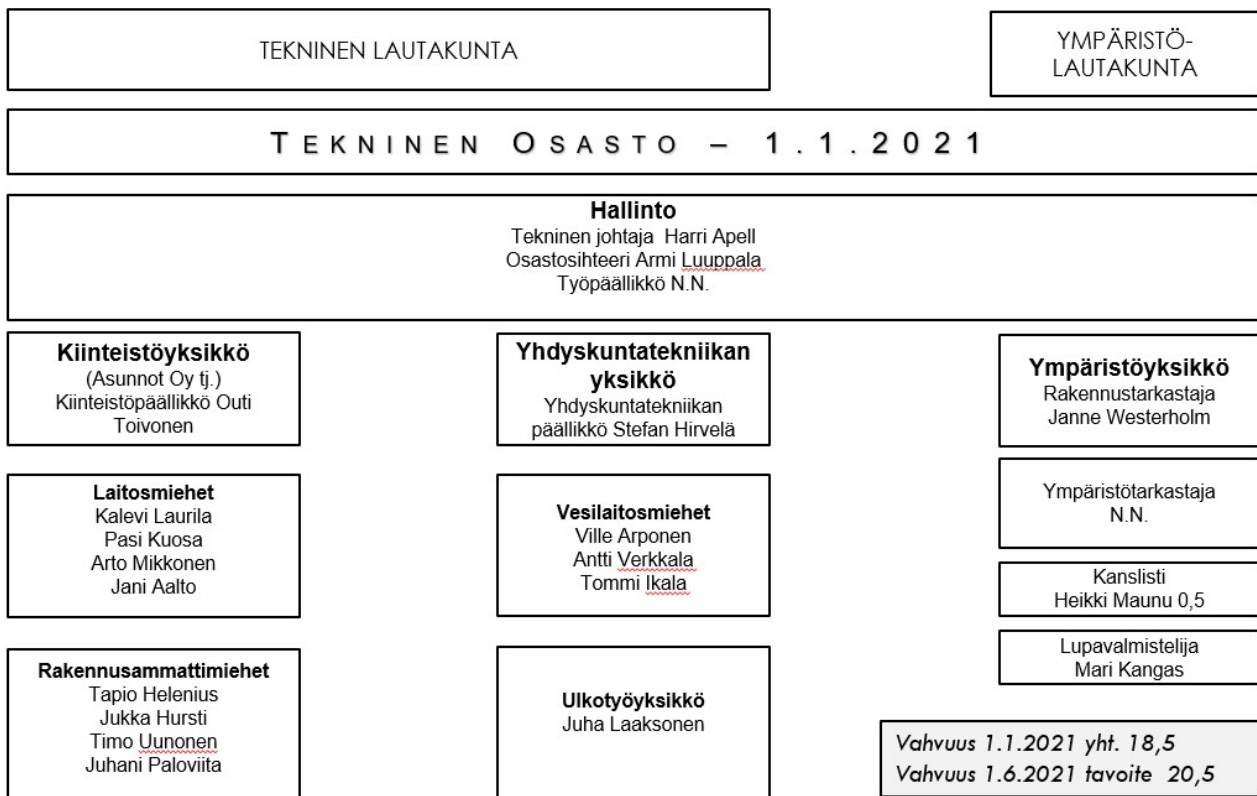 TEKNINEN LAUTAKUNTA
YMPÄRISTÖ-
LAUTAKUNTA
TEKNINEN OSASTO – 1.1.2021
Hallinto
Tekninen johtaja Harri Apell
Osastosihteeri Armi Luuppala
Työpäällikkö N.N.
Kiinteistöyksikkö
(Asunnot Oy tj.)
Kiinteistöpäällikkö Outi
Toivonen
Laitosmiehet
Kalevi Laurila
Pasi Kuosa
Arto Mikkonen
Jani Aalto
Rakennusammattimiehet
Tapio Helenius
Jukka Hursti
Timo Uunonen
Juhani Paloviita
Yhdyskuntatekniikan
yksikkö
Yhdyskuntatekniikan
päällikkö Stefan Hirvelä
Vesilaitosmiehet
Ville Arponen
Antti Verkkala
Tommi Ikala
Ulkotyöyksikkö
Juha Laaksonen
Ympäristöyksikkö
Rakennustarkastaja
Janne Westerholm
Ympäristötarkastaja
N.N.
Kanslisti
Heikki Maunu 0,5
Lupavalmistelija
Mari Kangas
Vahvuus 1.1.2021 yht. 18,5
Vahvuus 1.6.2021 tavoite 20,5